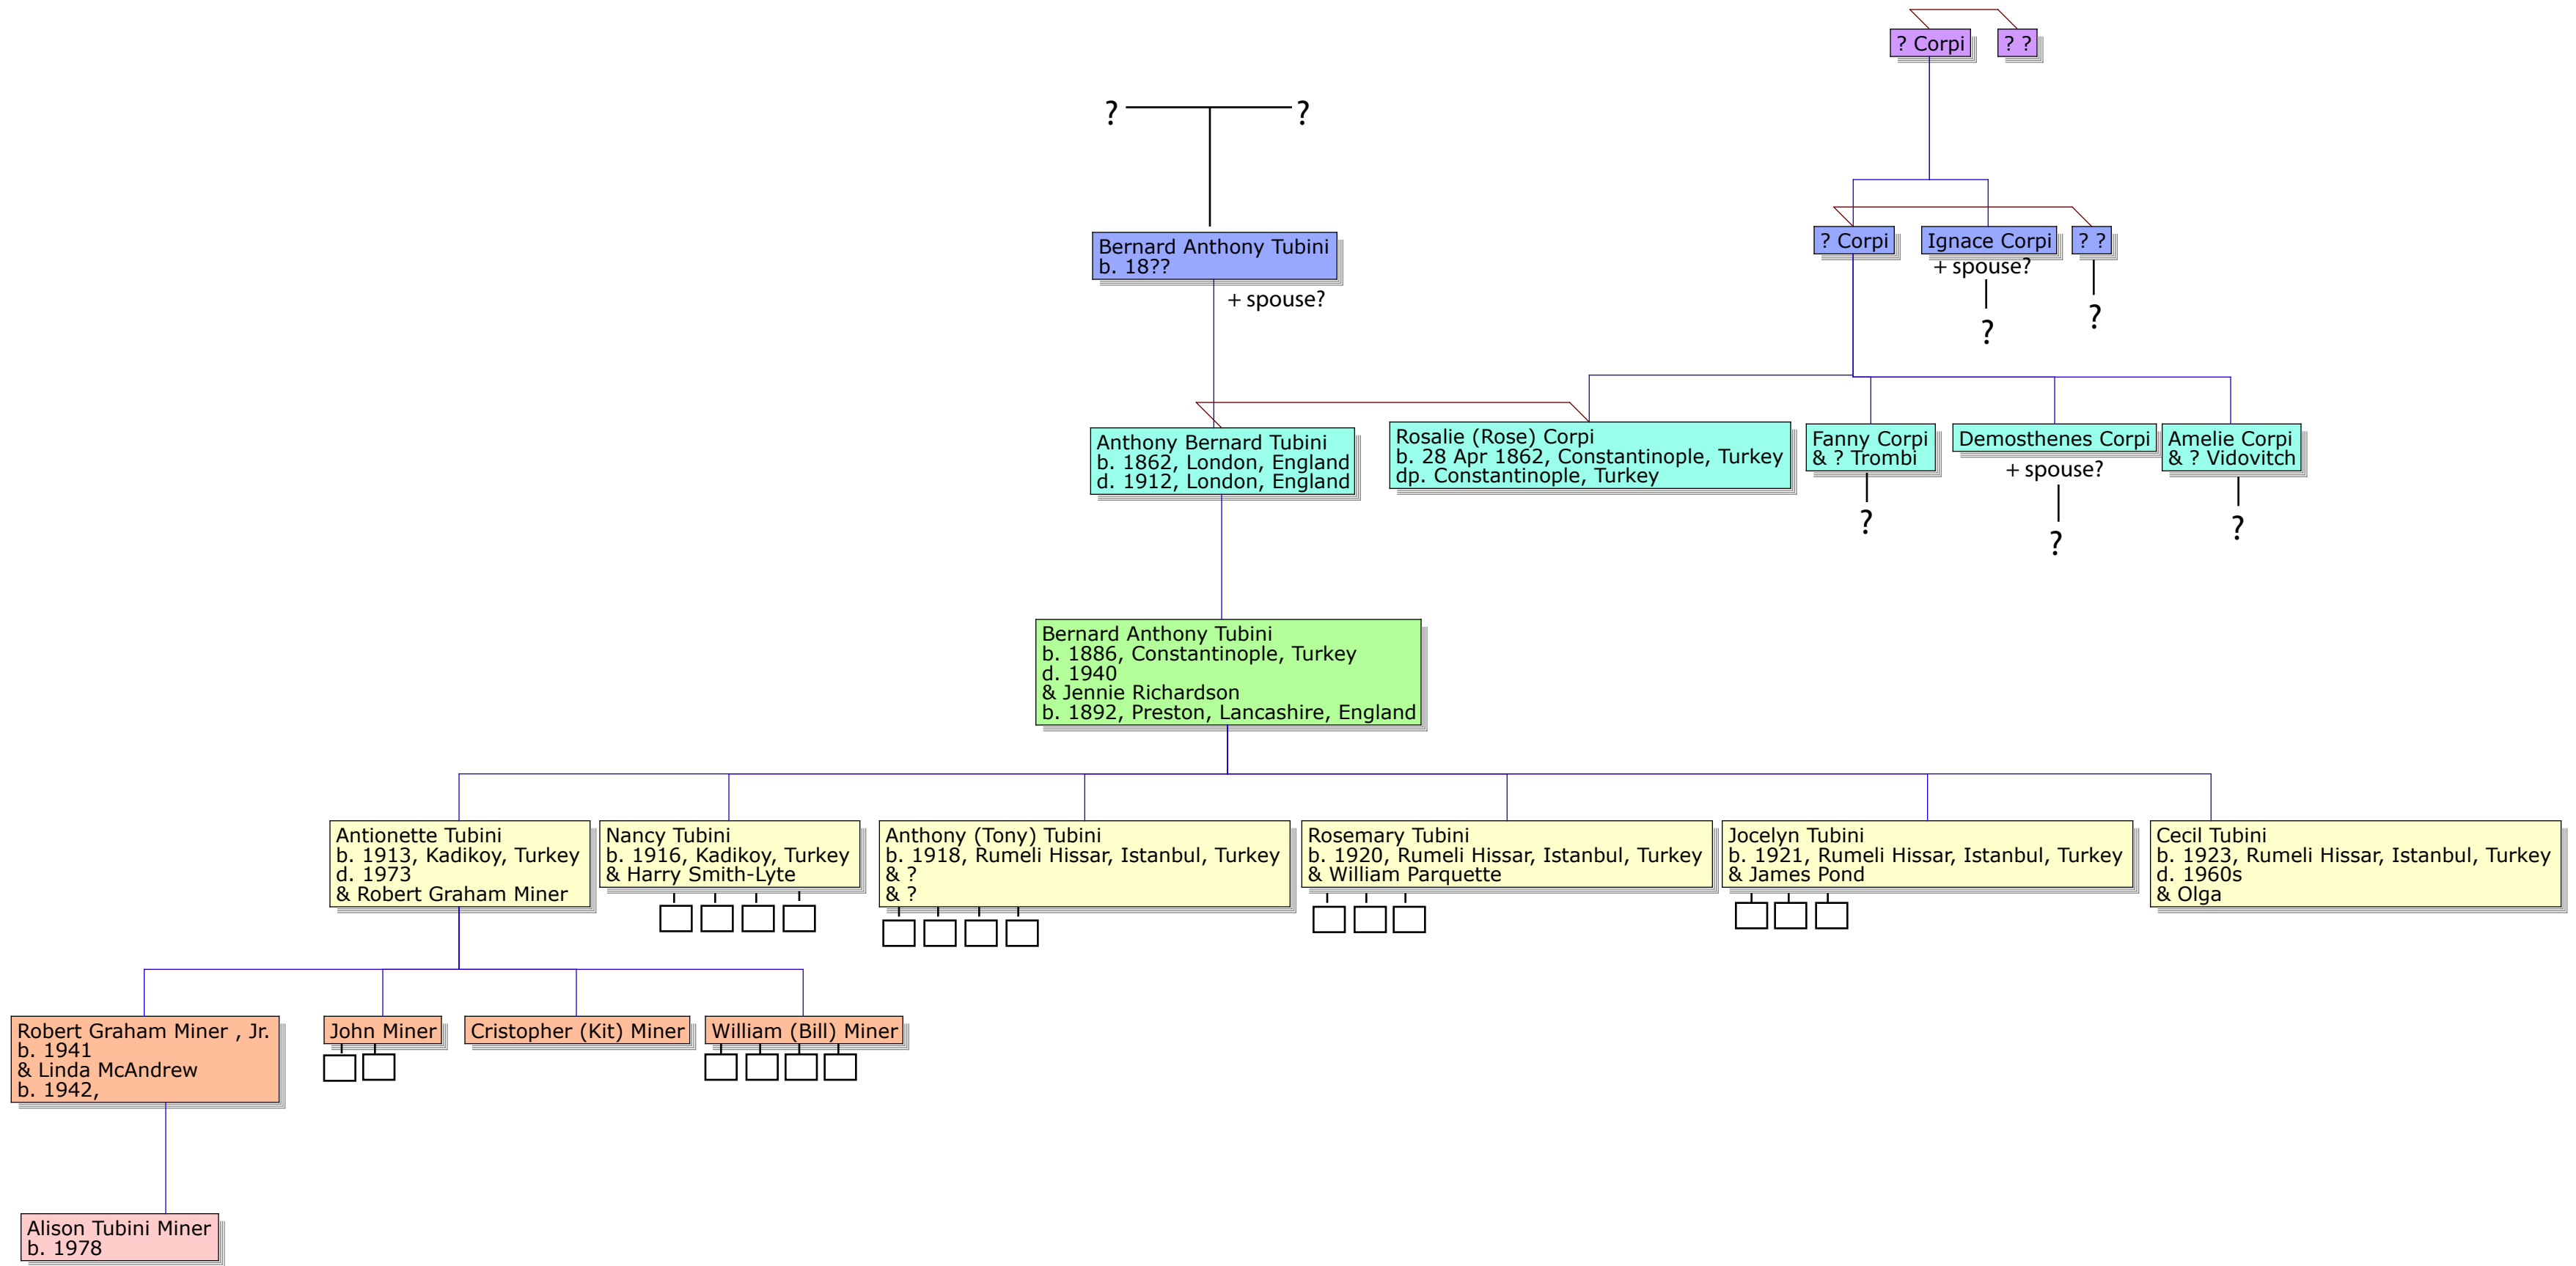 ? Corpi
? ?
?
?
Bernard Anthony Tubini
b. 18??
+ spouse?
? Corpi
Ignace Corpi
+ spouse?
?
? ?
?
Anthony Bernard Tubini
b. 1862, London, England
d. 1912, London, England
Rosalie (Rose) Corpi
b. 28 Apr 1862, Constantinople, Turkey
dp. Constantinople, Turkey
Fanny Corpi
& ? Trombi
?
Demosthenes Corpi
+ spouse?
?
Amelie Corpi
& ? Vidovitch
?
Bernard Anthony Tubini
b. 1886, Constantinople, Turkey
d. 1940
& Jennie Richardson
b. 1892, Preston, Lancashire, England
Antionette Tubini
b. 1913, Kadikoy, Turkey
d. 1973
& Robert Graham Miner
Nancy Tubini
b. 1916, Kadikoy, Turkey
& Harry Smith-Lyte
Anthony (Tony) Tubini
b. 1918, Rumeli Hissar, Istanbul, Turkey
& ?
& ?
Rosemary Tubini
b. 1920, Rumeli Hissar, Istanbul, Turkey
& William Parquette
Jocelyn Tubini
b. 1921, Rumeli Hissar, Istanbul, Turkey
& James Pond
Cecil Tubini
b. 1923, Rumeli Hissar, Istanbul, Turkey
d. 1960s
& Olga
Robert Graham Miner , Jr.
b. 1941
& Linda McAndrew
b. 1942,
John Miner
Cristopher (Kit) Miner
William (Bill) Miner
Alison Tubini Miner
b. 1978